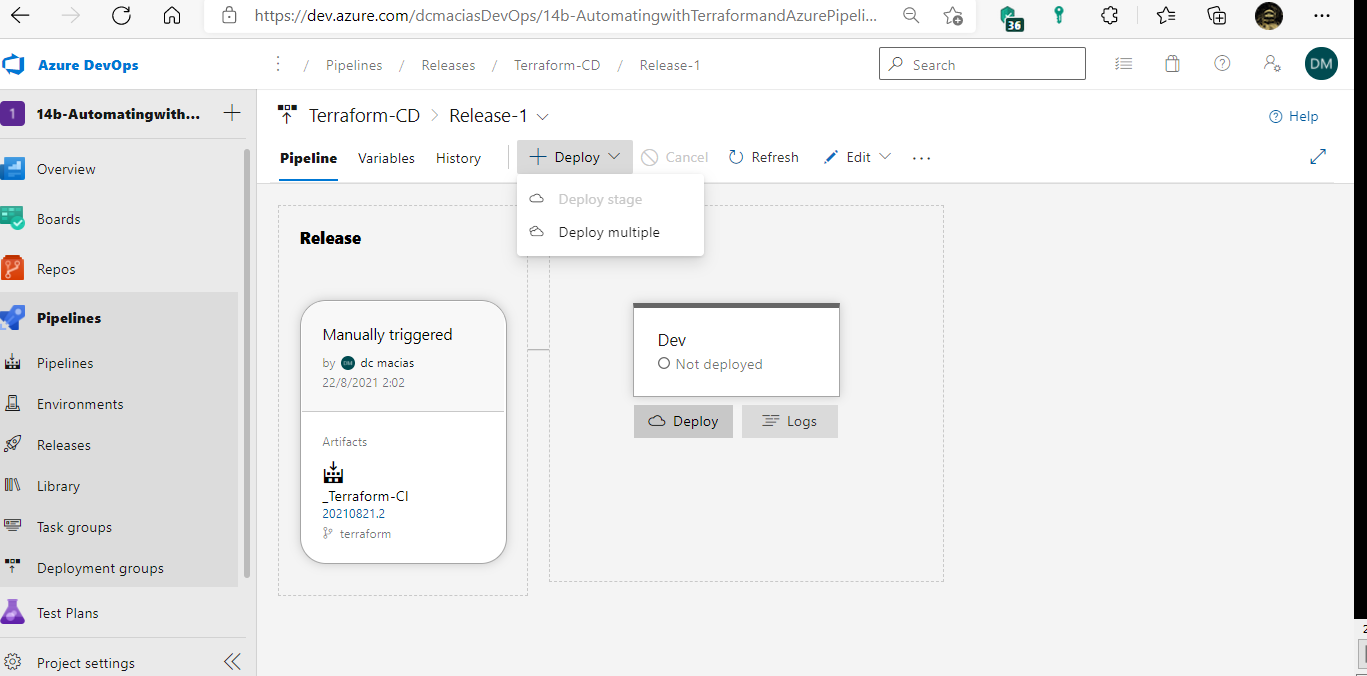 https://dev.azure.com/dcmaciasDevOps/14b-AutomatingwithTerraformandAzurePipeli...
36
Azure DevOps
/ Pipelines / Releases / Terraform-CD / Release-1
Search
DM
1 14b-Automatingwith...
Terraform-CD > Release-1
Help
Pipeline Variables History
Deploy Cancel Refresh Edit ...
Deploy stage
Deploy multiple
Overview
Boards
Repos
Pipelines
Pipelines
Environments
Releases
Library
Task groups
Deployment groups
Test Plans
Project settings
Release
Manually triggered
by DM dc macias
22/8/2021 2:02
Artifacts
_Terraform-CI
20210821.2
terraform
Dev
Not deployed
Deploy
Logs
2